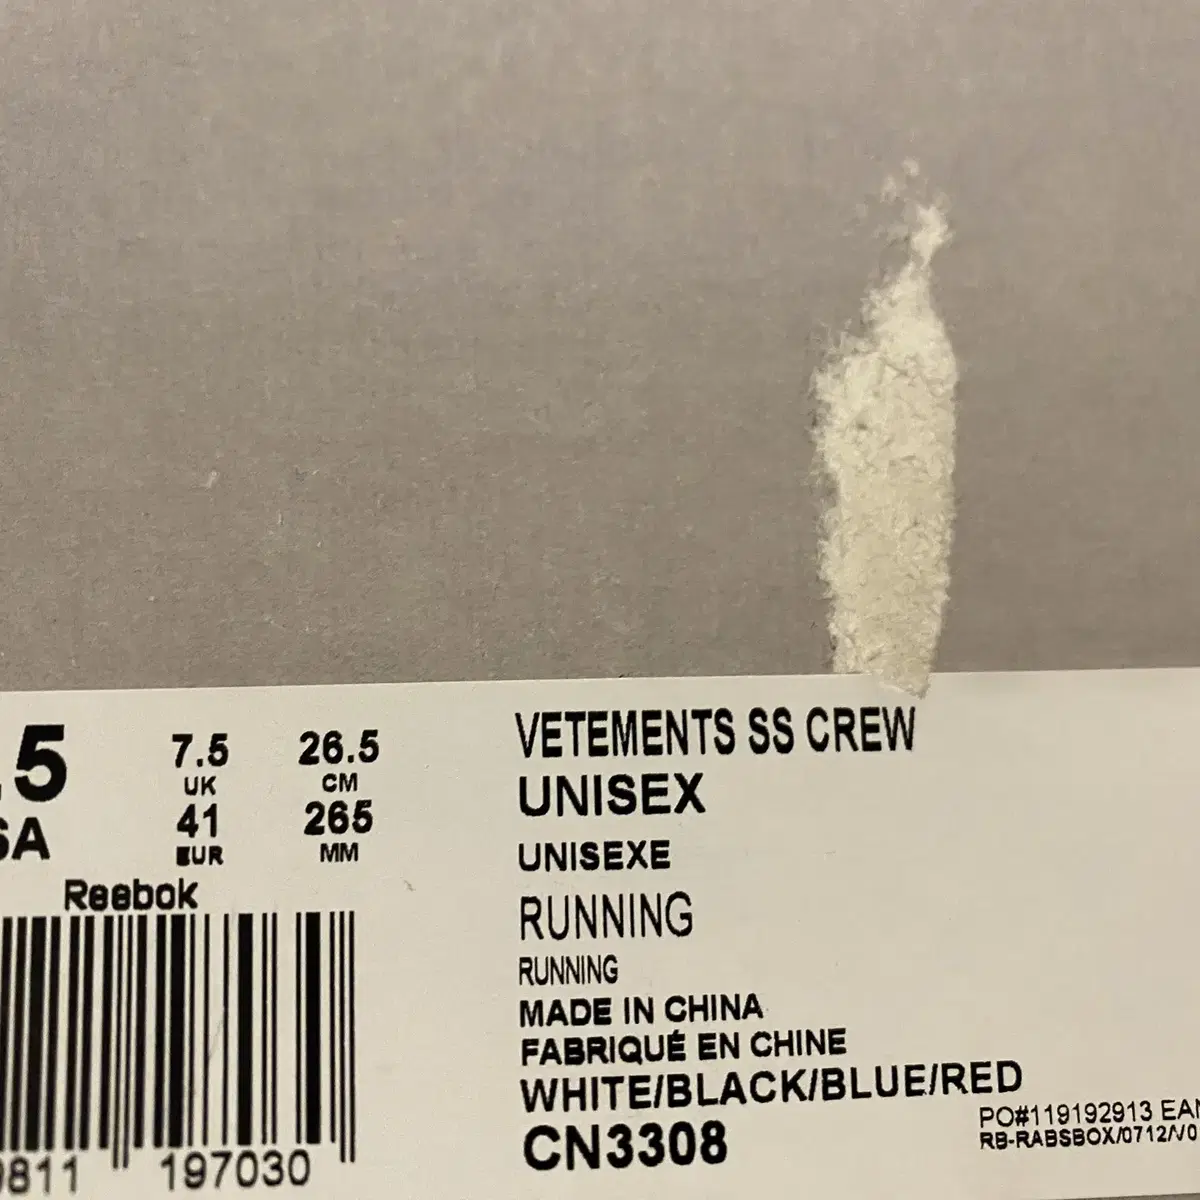 .5 7.5 26.5
UK CM
SA 41 265
EUR MM
Reebok
811 197030
VETEMENTS SS CREW
UNISEX
UNISEXE
RUNNING
RUNNING
MADE IN CHINA
FABRIQUÉ EN CHINE
WHITE/BLACK/BLUE/RED
CN3308
PO#119192913 EAN
RB-RABSBOX/0712/V0